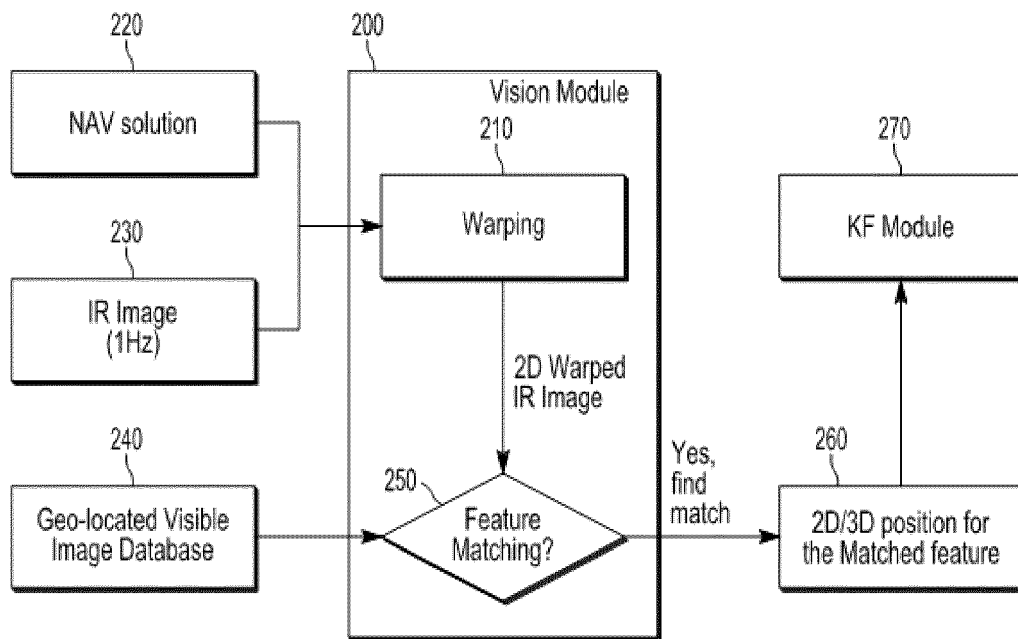 220
NAV solution
200
Vision Module
210
Warping
230
IR Image
(1Hz)
2D Warped
IR Image
240
Geo-located Visible
Image Database
250
Feature
Matching?
Yes,
find
match
260
2D/3D position for
the Matched feature
270
KF Module